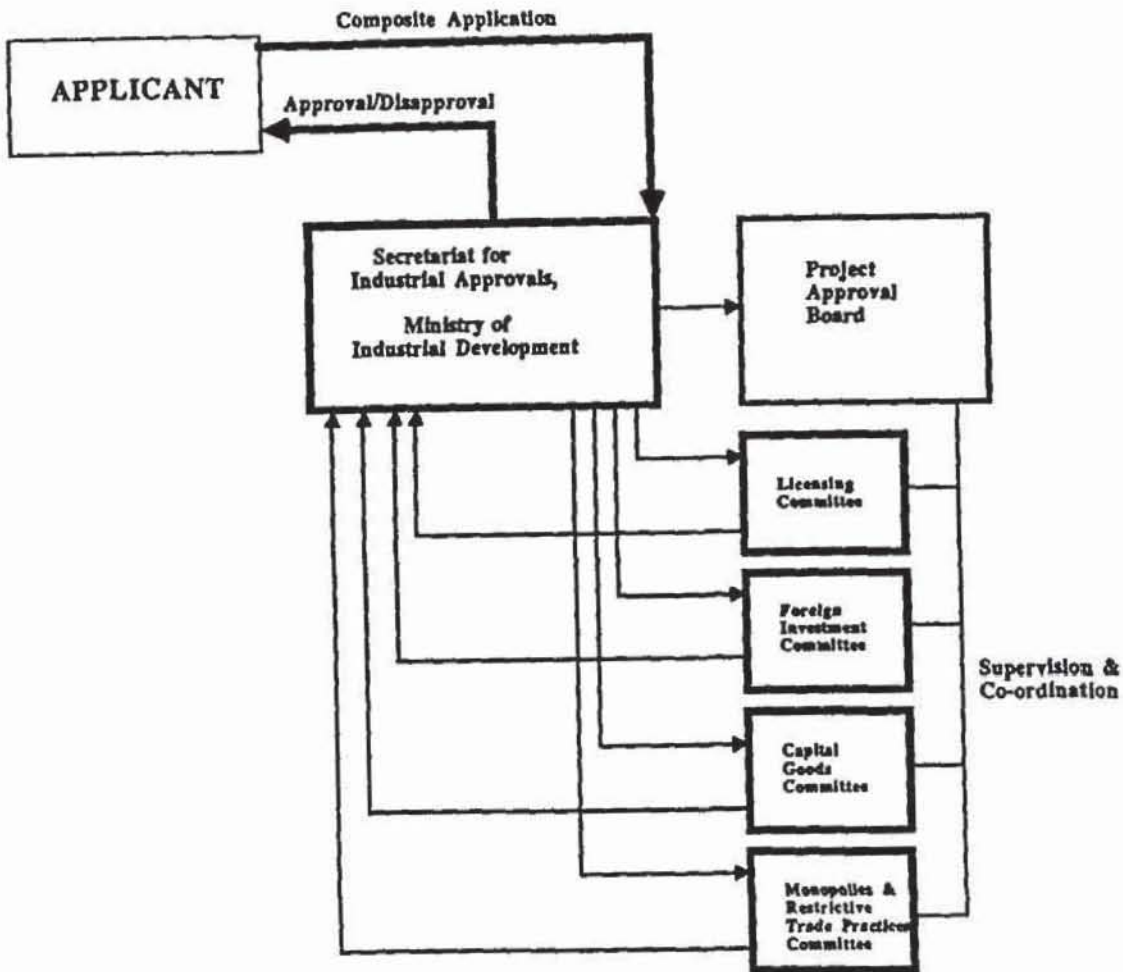 Composite Application
APPLICANT
Approval/Disapproval
Secretariat for
Industrial Approvals,
Ministry of
Industrial Development
Project
Approval
Board
Licensing
Committee
Foreign
Investment
Committee
Supervision &
Co-ordination
Capital
Goods
Committee
Monopolies &
Restrictive
Trade Practices
Committee